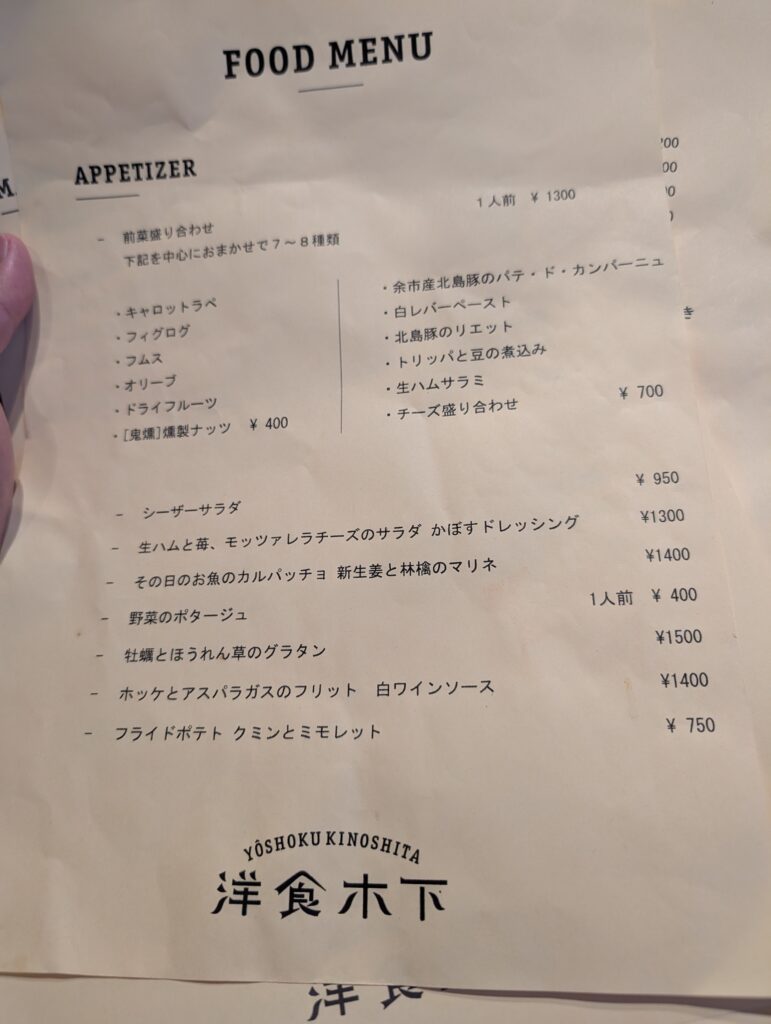 FOOD MENU
APPETIZER
- 前菜盛り合わせ 1人前 ¥ 1300
下記を中心におまかせで7～8種類
・キャロットラペ
・フィグログ
・フムス
・オリーブ
・ドライフルーツ
・[鬼燻]燻製ナッツ ¥ 400
・余市産北島豚のパテ・ド・カンパーニュ
・白レバーペースト
・北島豚のリエット
・トリッパと豆の煮込み
・生ハムサラミ
・チーズ盛り合わせ ¥ 700
- シーザーサラダ ¥ 950
- 生ハムと苺、モッツァレラチーズのサラダ かぼすドレッシング ¥1300
- その日のお魚のカルパッチョ 新生姜と林檎のマリネ ¥1400
- 野菜のポタージュ 1人前 ¥ 400
- 牡蠣とほうれん草のグラタン ¥1500
- ホッケとアスパラガスのフリット 白ワインソース ¥1400
- フライドポテト クミンとミモレット ¥ 750
YÔSHOKU KINOSHITA
洋食木下
洋食